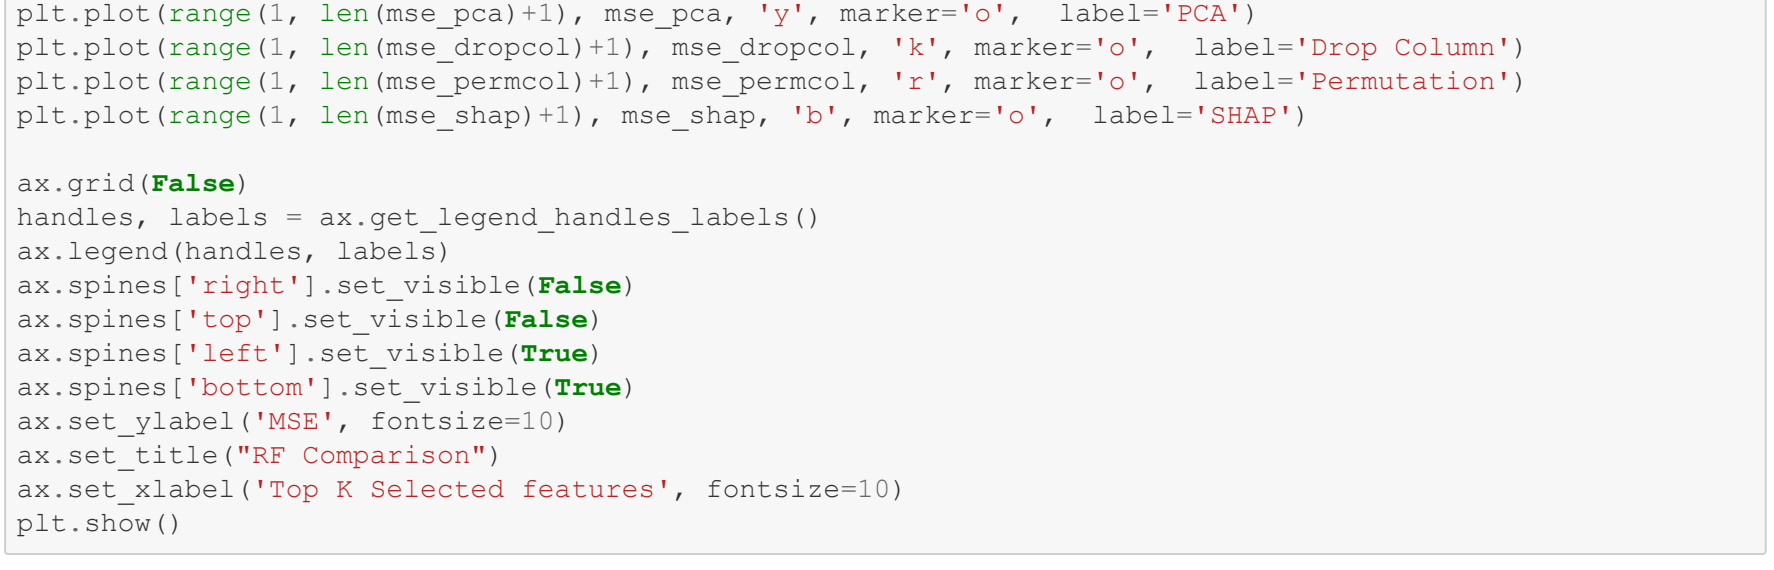 plt.plot(range(1, len(mse_pca)+1), mse_pca, 'y', marker='o',  label='PCA')
plt.plot(range(1, len(mse_dropcol)+1), mse_dropcol, 'k', marker='o',  label='Drop Column')
plt.plot(range(1, len(mse_permcol)+1), mse_permcol, 'r', marker='o',  label='Permutation')
plt.plot(range(1, len(mse_shap)+1), mse_shap, 'b', marker='o',  label='SHAP')

ax.grid(False)
handles, labels = ax.get_legend_handles_labels()
ax.legend(handles, labels)
ax.spines['right'].set_visible(False)
ax.spines['top'].set_visible(False)
ax.spines['left'].set_visible(True)
ax.spines['bottom'].set_visible(True)
ax.set_ylabel('MSE', fontsize=10)
ax.set_title("RF Comparison")
ax.set_xlabel('Top K Selected features', fontsize=10)
plt.show()